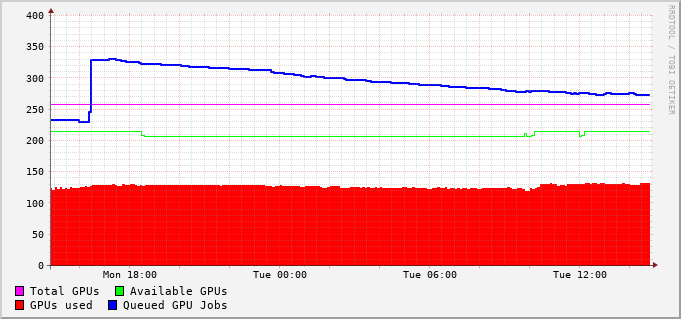 400
350
300
250
200
150
100
50
0
Mon 18:00 Tue 00:00 Tue 06:00 Tue 12:00
Total GPUs Available GPUs
GPUs used Queued GPU Jobs
RRDTOOL / TOBI OETIKER